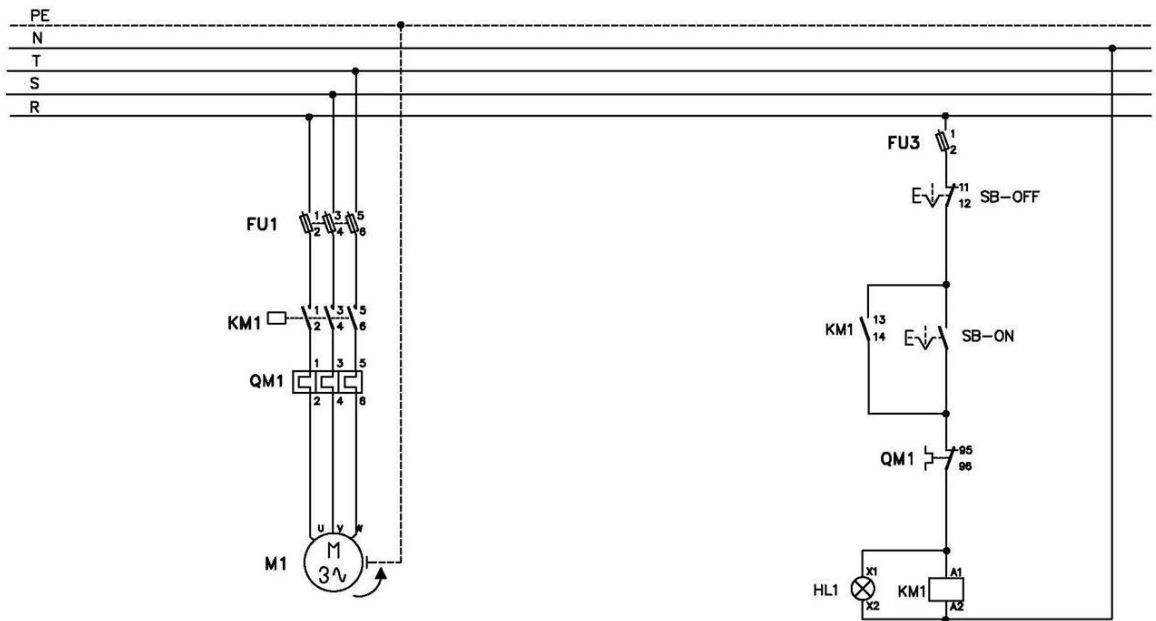 PE
N
T
S
R
FU1
1 3 5
2 4 6
KM1
1 3 5
2 4 6
QM1
1 3 5
2 4 6
U V W
M1
M
3∿
FU3
1
2
E
11
12
SB-OFF
KM1
13
14
E
SB-ON
QM1
95
96
HL1
X1
X2
KM1
A1
A2